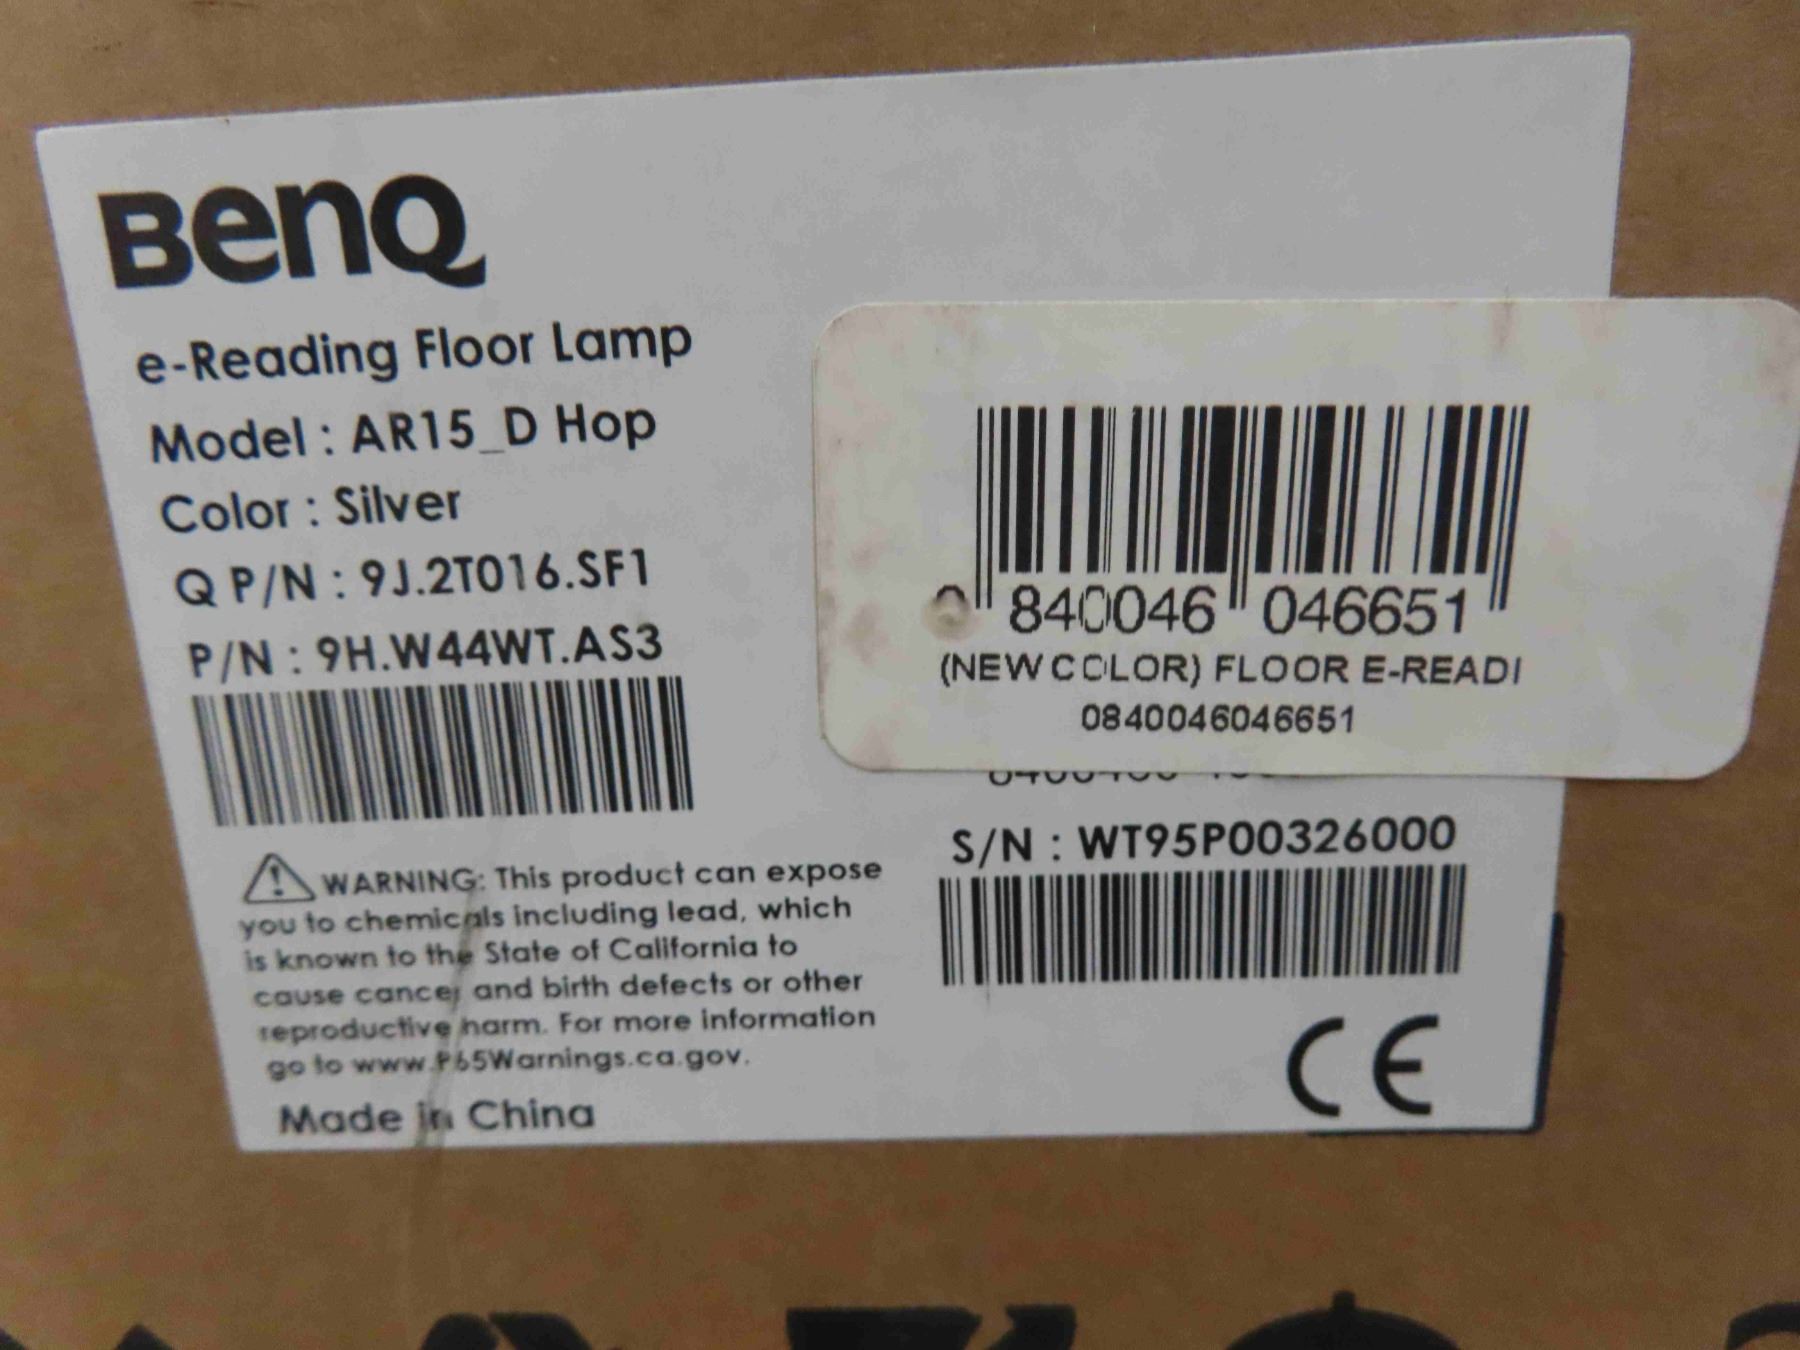 BenQ
e-Reading Floor Lamp
Model : AR15_D Hop
Color : Silver
Q P/N : 9J.2T016.SF1
P/N : 9H.W44WT.AS3
0 840046 046651
(NEW COLOR) FLOOR E-READI
0840046046651
S/N : WT95P00326000
WARNING: This product can expose
you to chemicals including lead, which
is known to the State of California to
cause cancer and birth defects or other
reproductive harm. For more information
go to www.P65Warnings.ca.gov.
Made in China
CE